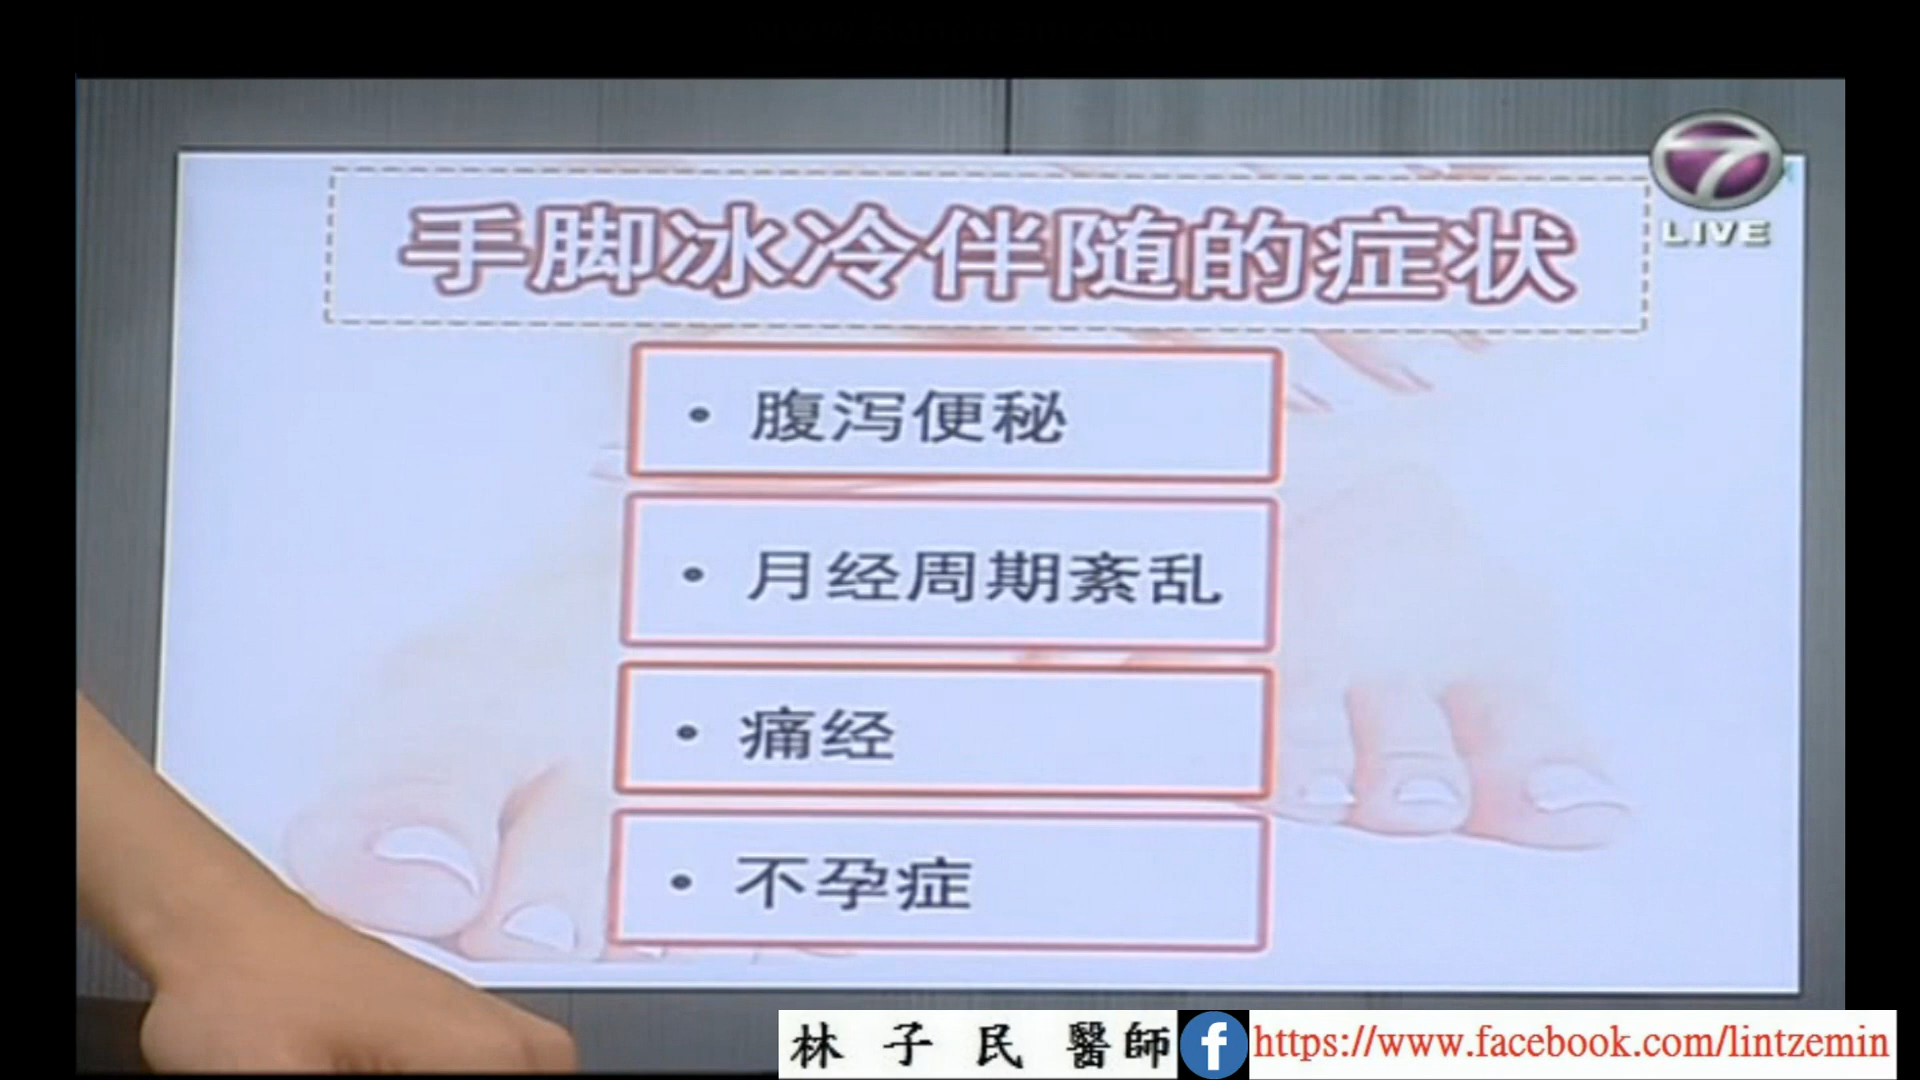 7
LIVE
手脚冰冷伴随的症状
• 腹泻便秘
• 月经周期紊乱
• 痛经
• 不孕症
林子民醫師 f https://www.facebook.com/lintzemin